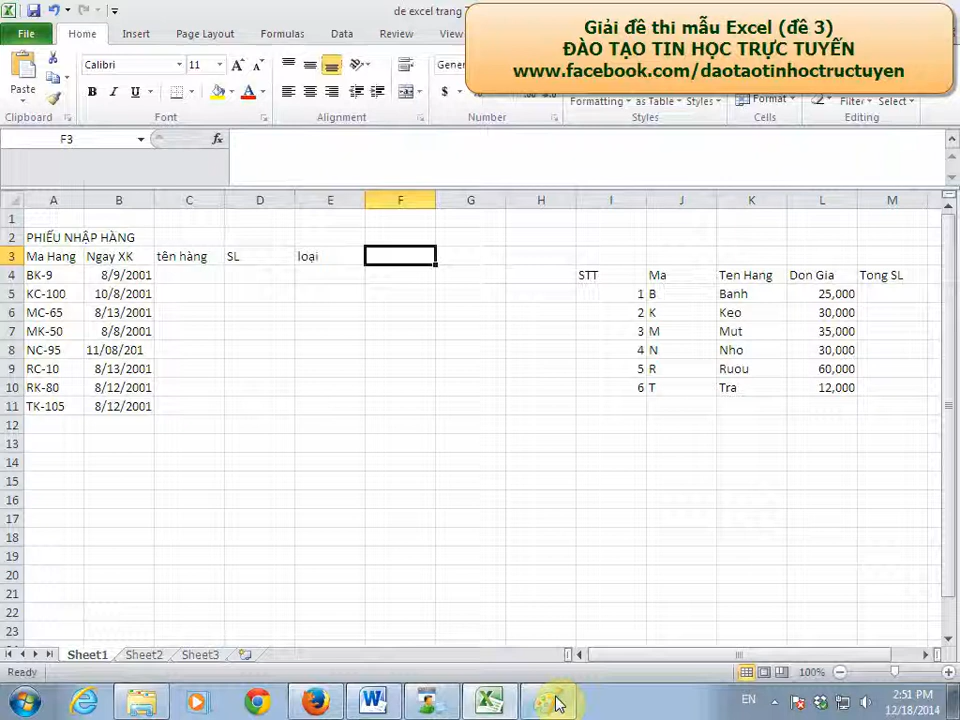 de excel trang
Giải đề thi mẫu Excel (đề 3)
ĐÀO TẠO TIN HỌC TRỰC TUYẾN
www.facebook.com/daotaotinhoctructuyen
File Home Insert Page Layout Formulas Data Review View
Calibri 11
Paste
B I U
$
Formatting as Table Styles Format Filter Select
Clipboard Font Alignment Number Styles Cells Editing
F3 fx
A B C D E F G H I J K L M
1
2 PHIẾU NHẬP HÀNG
3 Ma Hang Ngay XK tên hàng SL loại
4 BK-9 8/9/2001 STT Ma Ten Hang Don Gia Tong SL
5 KC-100 10/8/2001 1 B Banh 25,000
6 MC-65 8/13/2001 2 K Keo 30,000
7 MK-50 8/8/2001 3 M Mut 35,000
8 NC-95 11/08/201 4 N Nho 30,000
9 RC-10 8/13/2001 5 R Ruou 60,000
10 RK-80 8/12/2001 6 T Tra 12,000
11 TK-105 8/12/2001
12
13
14
15
16
17
18
19
20
21
22
23
Sheet1 Sheet2 Sheet3
Ready 100%
EN 2:51 PM
12/18/2014